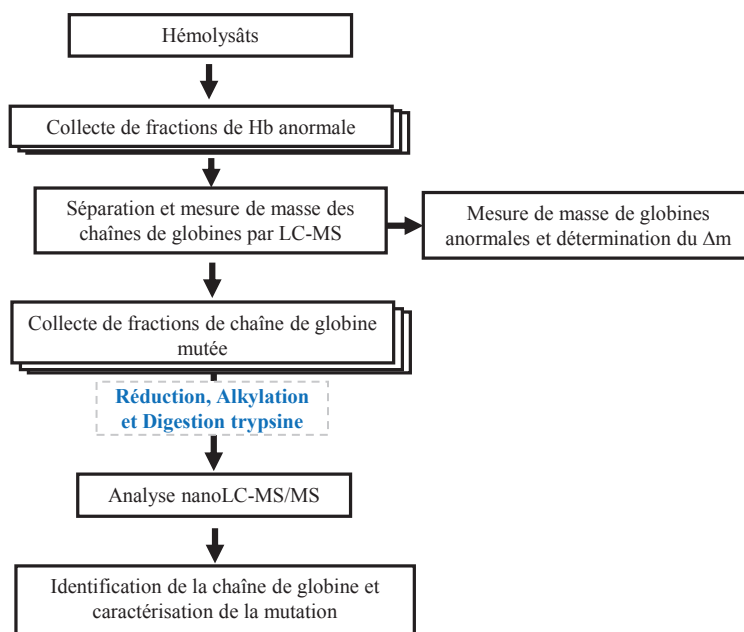 Hémolysâts
Collecte de fractions de Hb anormale
Séparation et mesure de masse des
chaînes de globines par LC-MS
Mesure de masse de globines
anormales et détermination du Δm
Collecte de fractions de chaîne de globine
mutée
Réduction, Alkylation
et Digestion trypsine
Analyse nanoLC-MS/MS
Identification de la chaîne de globine et
caractérisation de la mutation